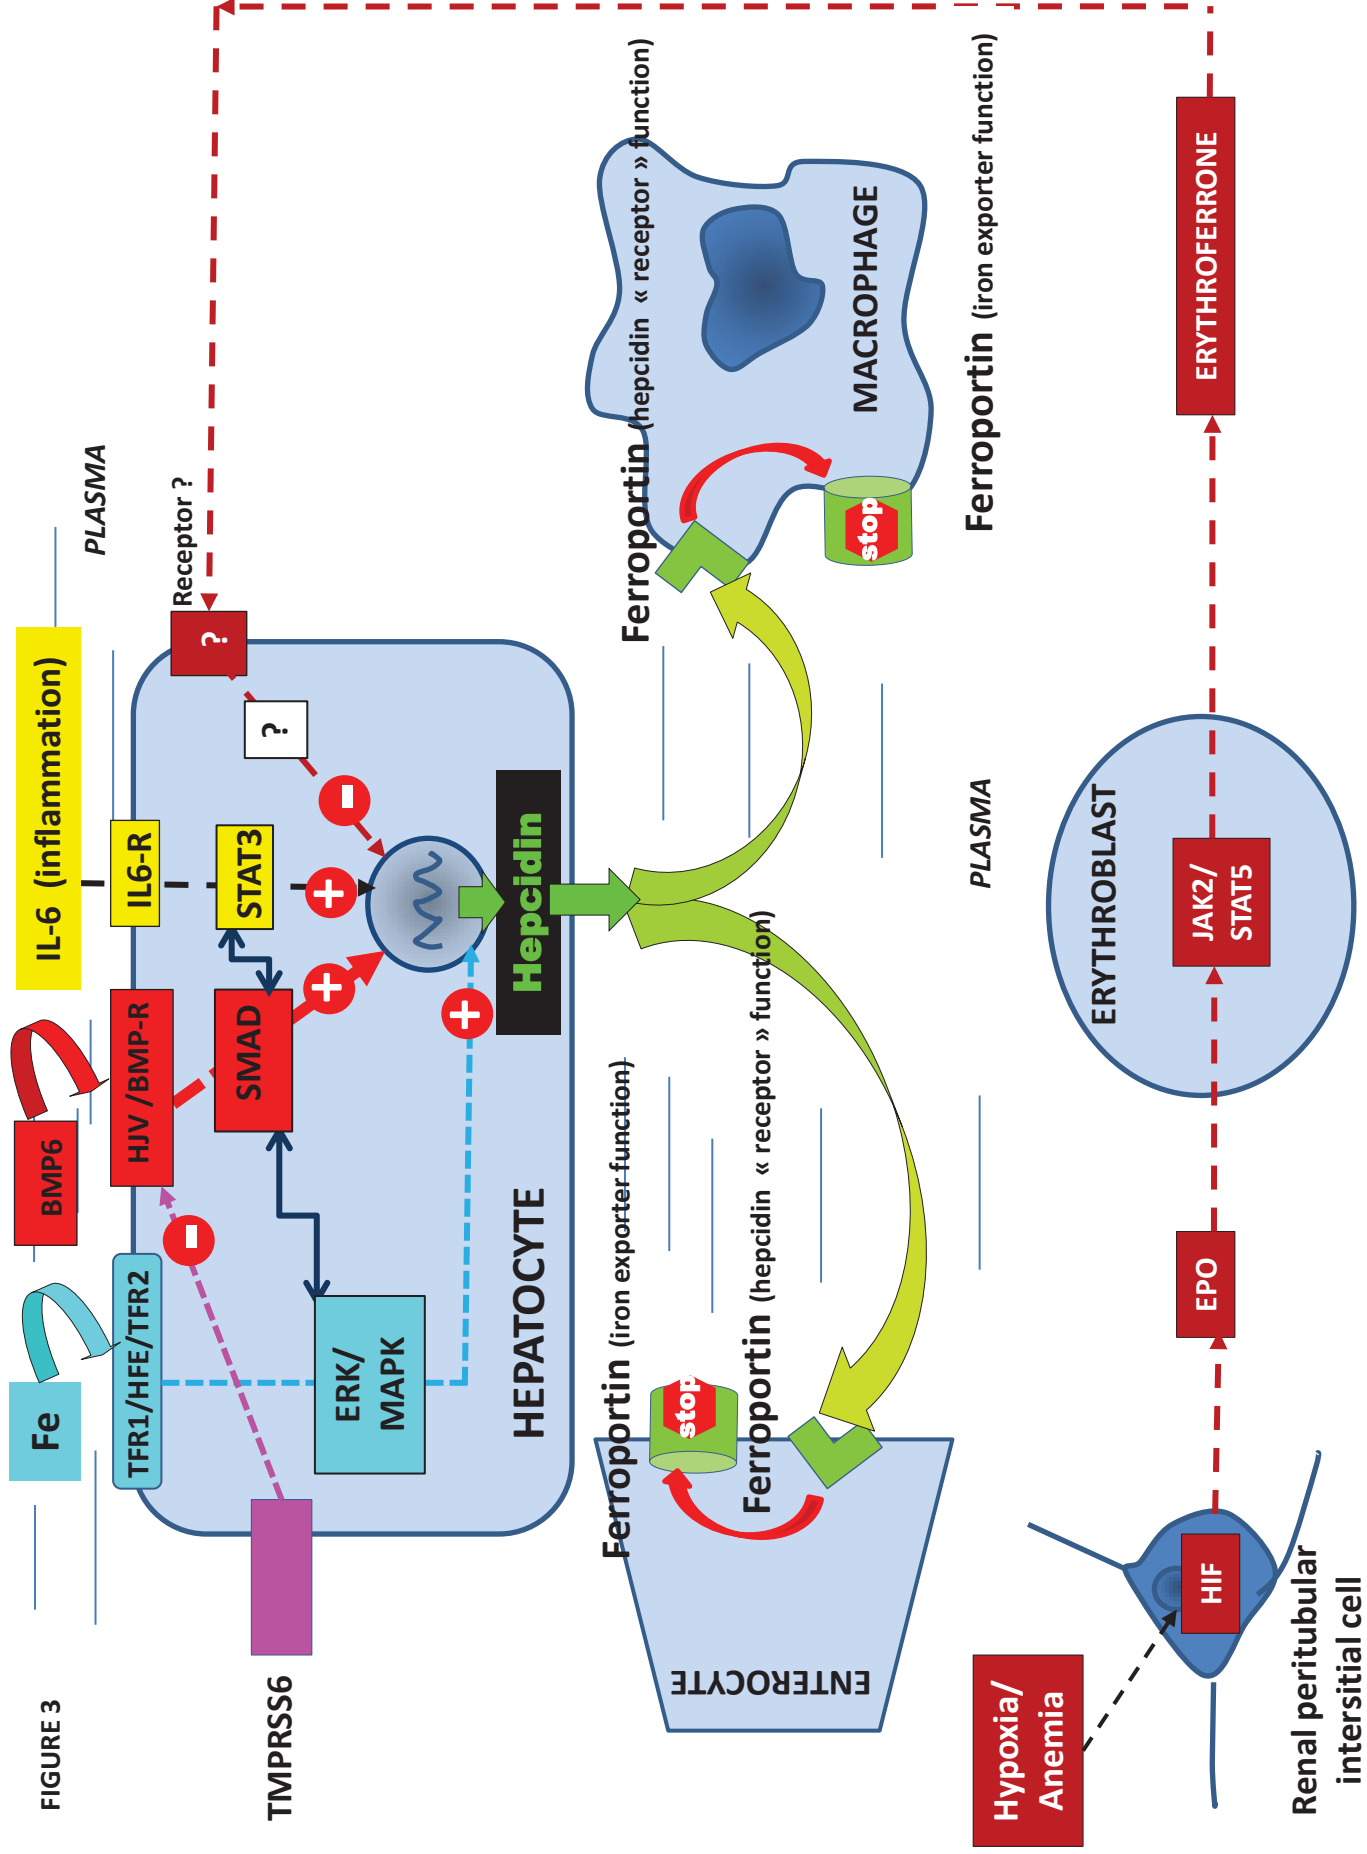 FIGURE 3
Fe
BMP6
IL-6  (inflammation)
PLASMA
TFR1/HFE/TFR2
HJV /BMP-R
IL6-R
Receptor ?
?
TMPRSS6
ERK/
MAPK
SMAD
STAT3
?
–
+
+
+
–
HEPATOCYTE
Hepcidin
Ferroportin (iron exporter function)
stop
Ferroportin (hepcidin « receptor » function)
ENTEROCYTE
Ferroportin (hepcidin « receptor » function)
MACROPHAGE
stop
Ferroportin (iron exporter function)
PLASMA
Hypoxia/
Anemia
HIF
Renal peritubular
intersitial cell
EPO
ERYTHROBLAST
JAK2/
STAT5
ERYTHROFERRONE